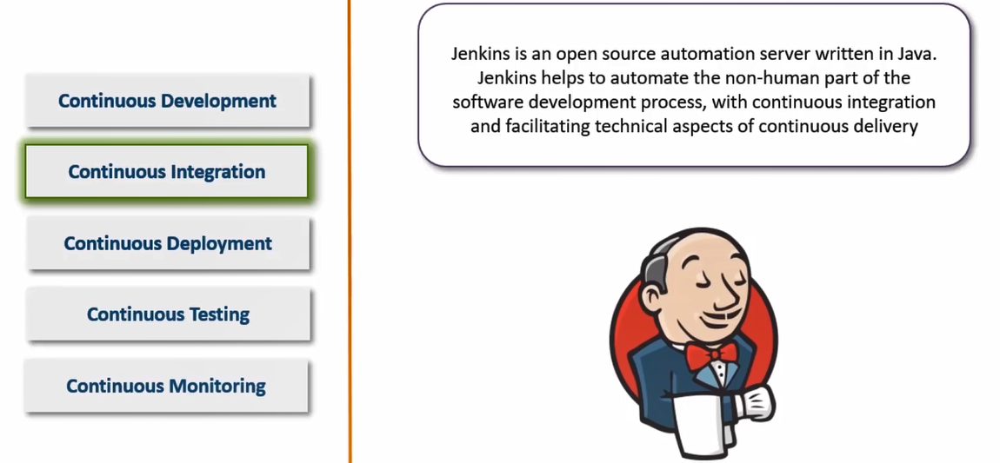 Continuous Development
Continuous Integration
Continuous Deployment
Continuous Testing
Continuous Monitoring
Jenkins is an open source automation server written in Java.
Jenkins helps to automate the non-human part of the
software development process, with continuous integration
and facilitating technical aspects of continuous delivery